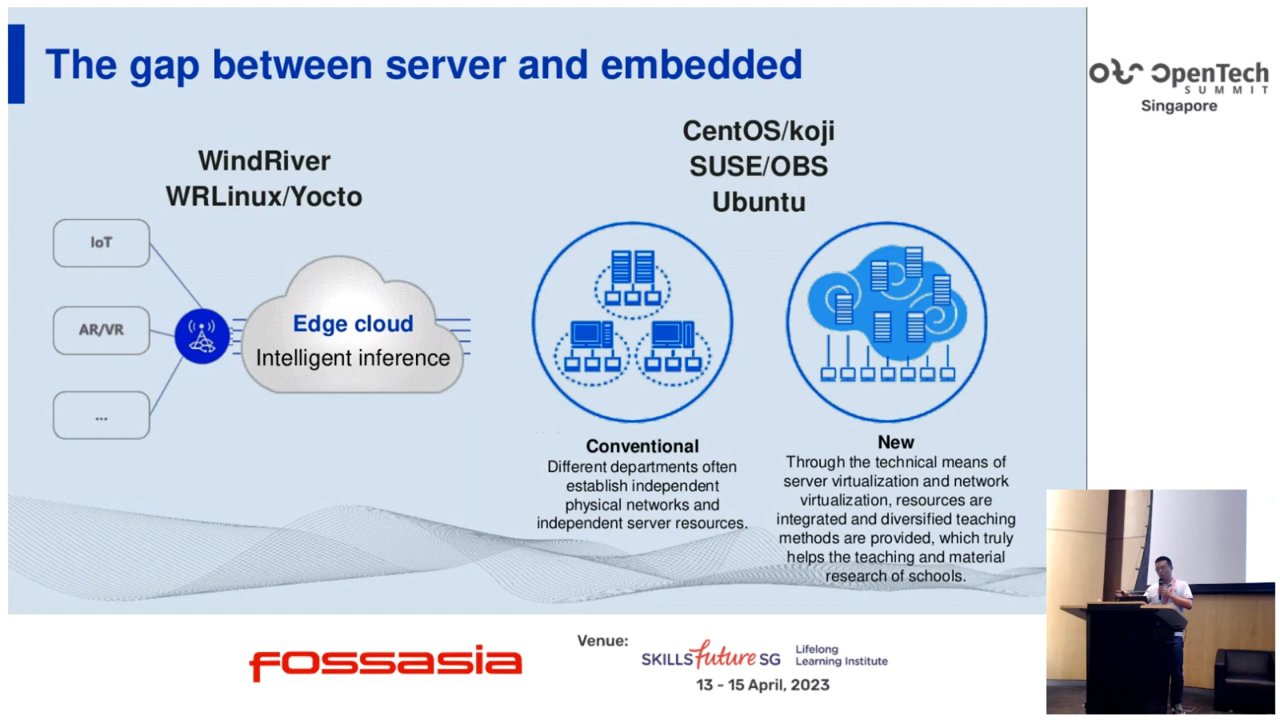 The gap between server and embedded
WindRiver
WRLinux/Yocto
IoT
AR/VR
...
Edge cloud
Intelligent inference
CentOS/koji
SUSE/OBS
Ubuntu
Conventional
Different departments often
establish independent
physical networks and
independent server resources.
New
Through the technical means of
server virtualization and network
virtualization, resources are
integrated and diversified teaching
methods are provided, which truly
helps the teaching and material
research of schools.
OpenTech
SUMMIT
Singapore
fossasia
Venue:
SKILLSfuture SG
Lifelong
Learning Institute
13 - 15 April, 2023